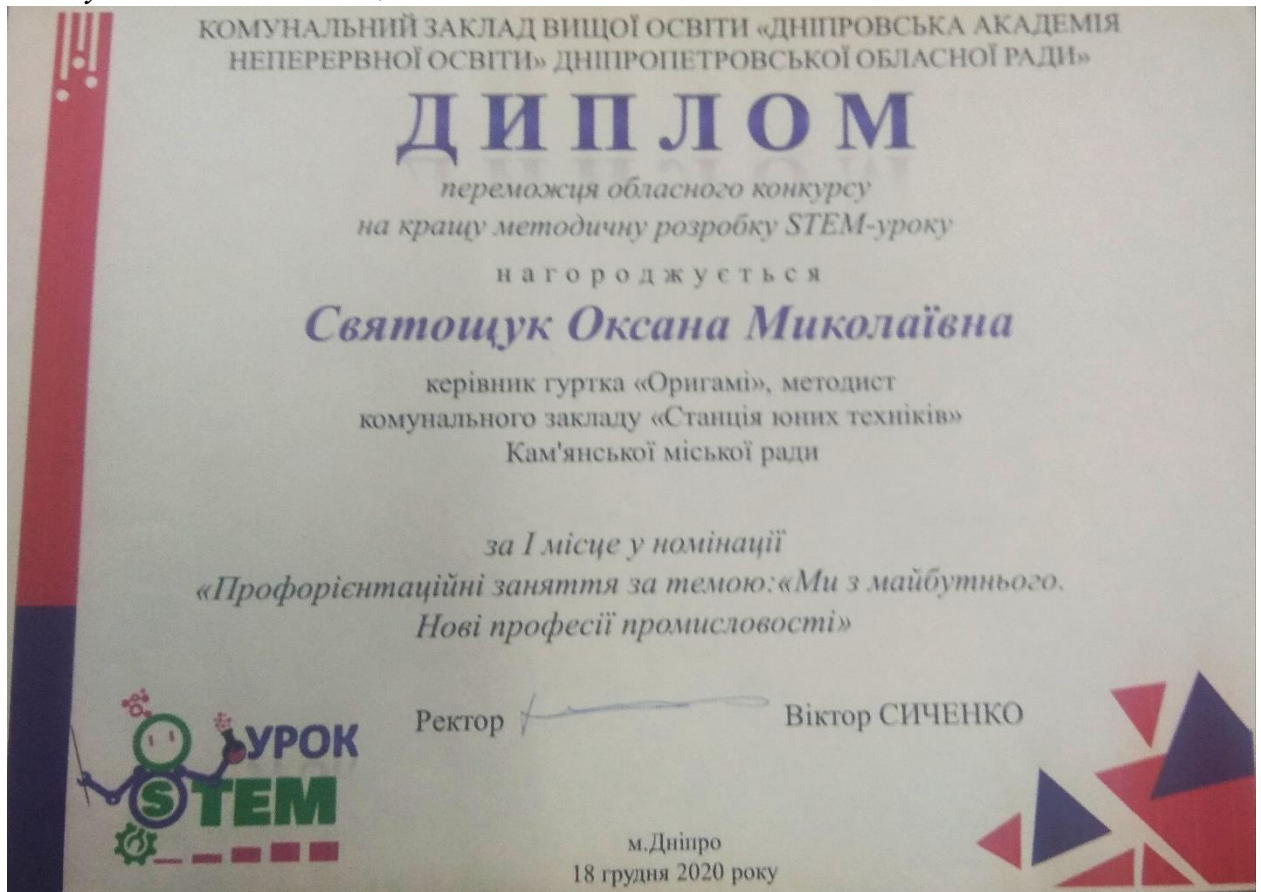 КОМУНАЛЬНИЙ ЗАКЛАД ВИЩОЇ ОСВІТИ «ДНІПРОВСЬКА АКАДЕМІЯ
НЕПЕРЕРВНОЇ ОСВІТИ» ДНІПРОПЕТРОВСЬКОЇ ОБЛАСНОЇ РАДИ»
ДИПЛОМ
переможця обласного конкурсу
на кращу методичну розробку STEM-уроку
нагороджується
Святощук Оксана Миколаївна
керівник гуртка «Оригамі», методист
комунального закладу «Станція юних техніків»
Кам'янської міської ради
за І місце у номінації
«Профорієнтаційні заняття за темою:«Ми з майбутнього.
Нові професії промисловості»
Ректор Віктор СИЧЕНКО
УРОК
STEM
м.Дніпро
18 грудня 2020 року